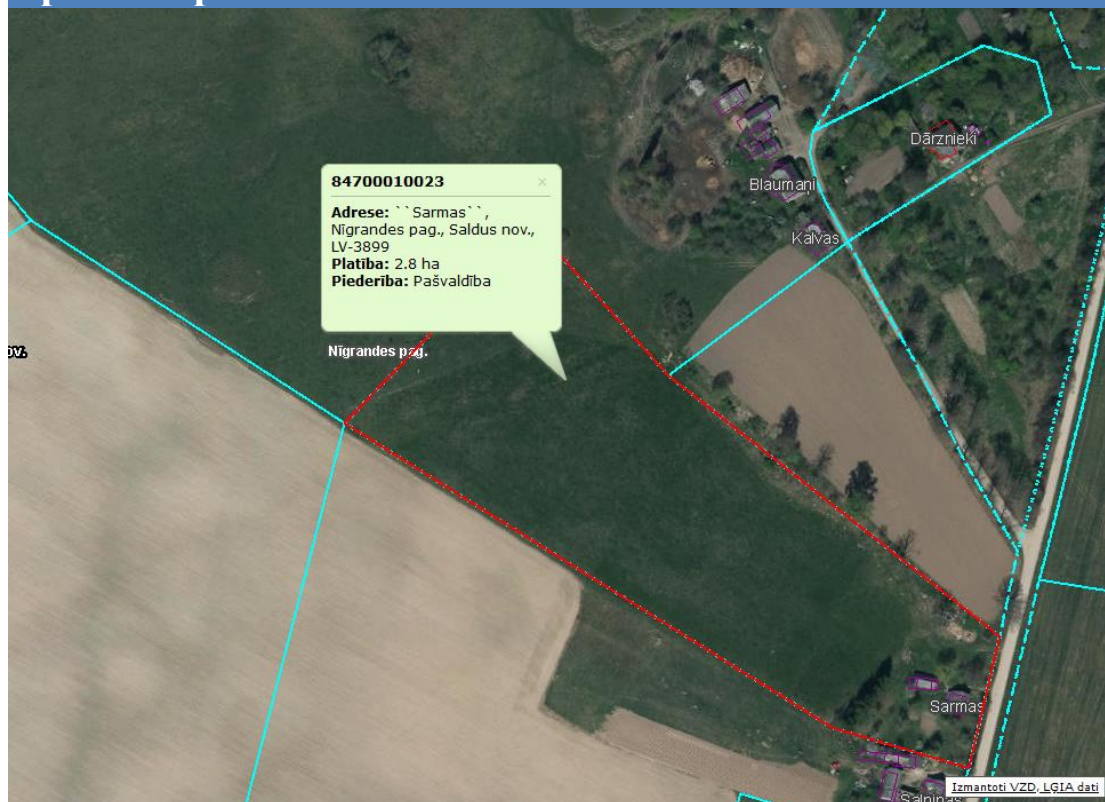 Dārznieki
Blaumaņi
84700010023
Adrese: ``Sarmas``,
Nīgrandes pag., Saldus nov.,
LV-3899
Platība: 2.8 ha
Piederība: Pašvaldība
Kalvas
ov.
Nīgrandes pag.
Sarmas
Izmantoti VZD, LĢIA dati